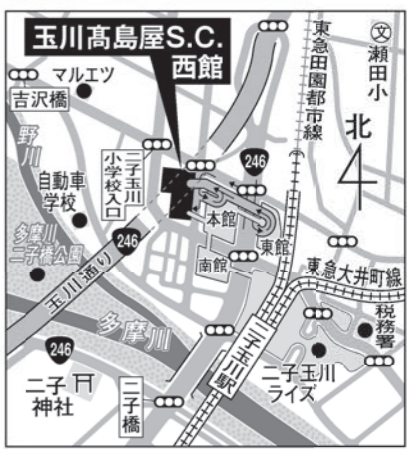 玉川髙島屋S.C.
西館
文
瀬田小
東急田園都市線
北
マルエツ
吉沢橋
野川
二子玉川
小学校入口
246
自動車
学校
本館
東館
南館
多摩川
二子橋公園
246
玉川通り
東急大井町線
多摩川
税務署
二子玉川駅
246
二子
神社
二子橋
二子玉川
ライズ